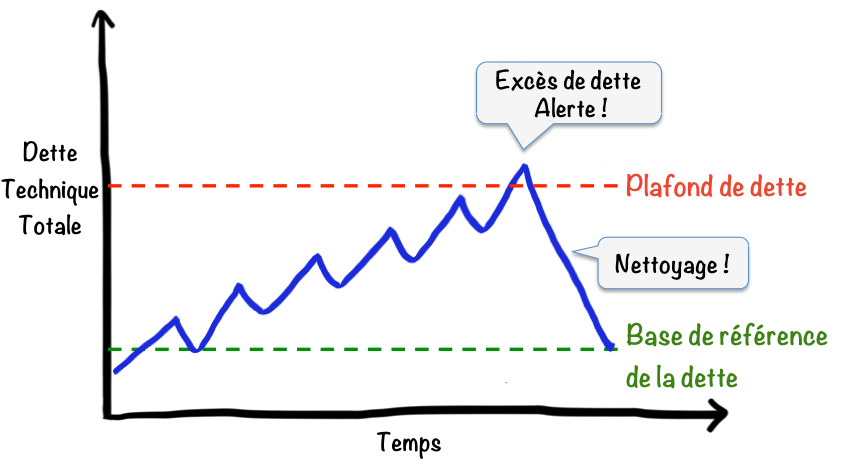 Excès de dette
Alerte !
Dette
Technique
Totale
Plafond de dette
Nettoyage !
Base de référence
de la dette
Temps